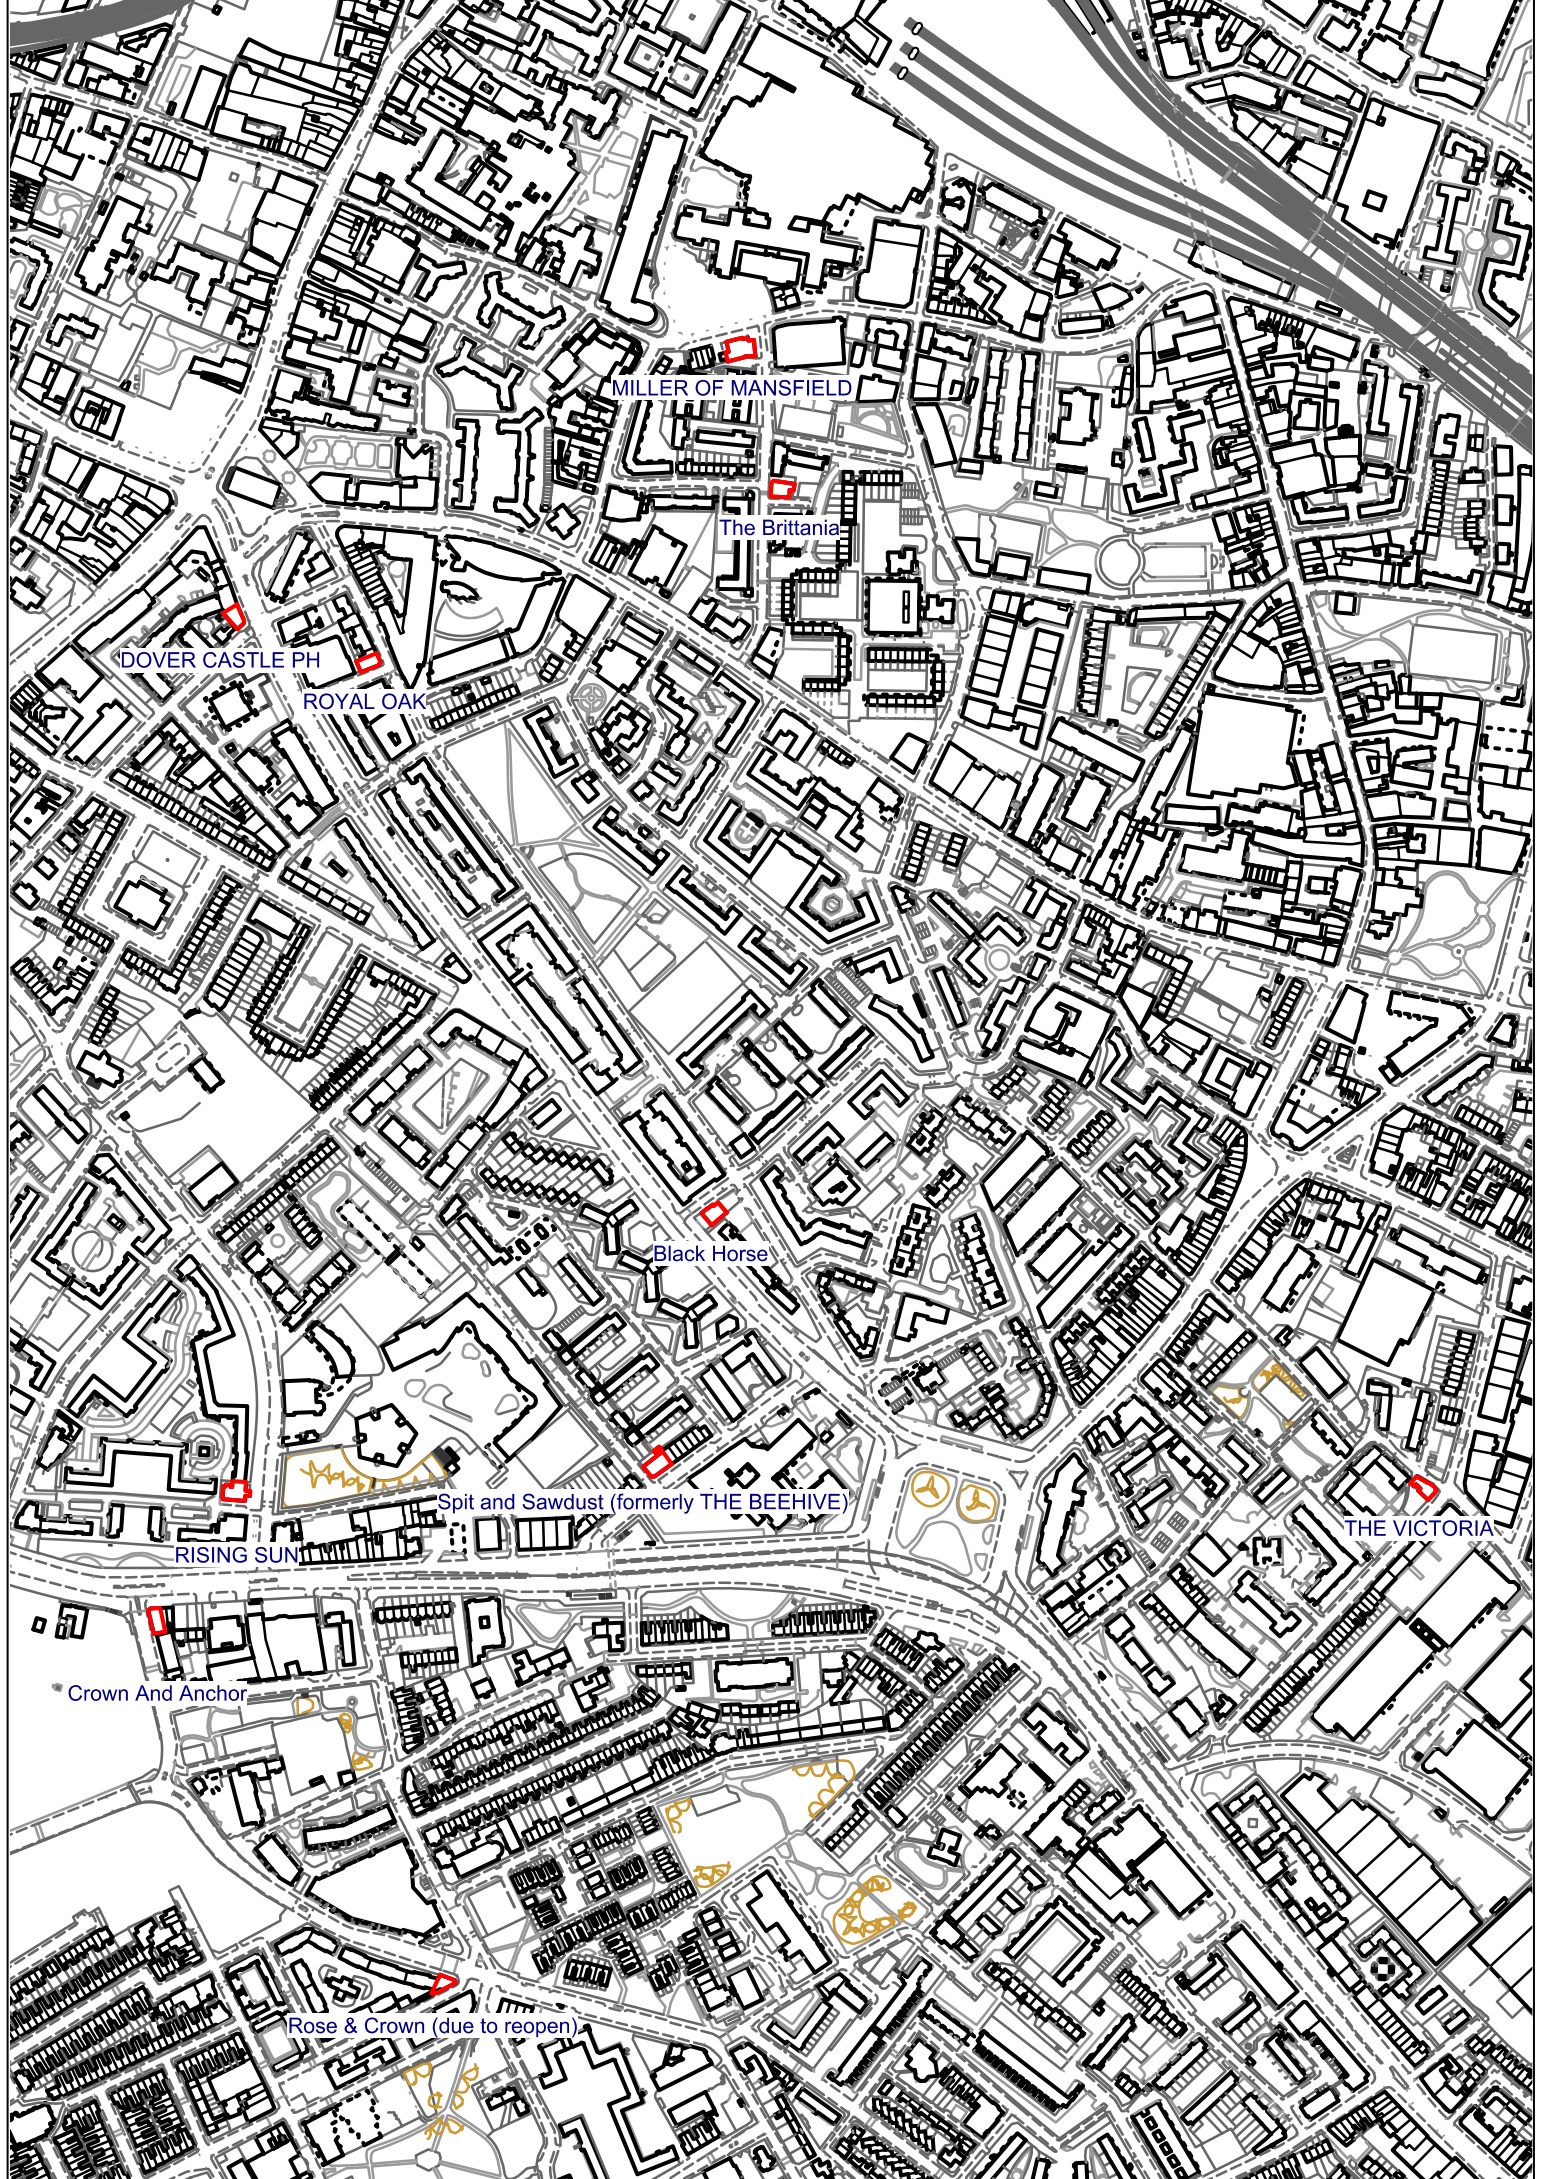 MILLER OF MANSFIELD
The Brittania
DOVER CASTLE PH
ROYAL OAK
Black Horse
Spit and Sawdust (formerly THE BEEHIVE)
THE VICTORIA
RISING SUN
Crown And Anchor
Rose & Crown (due to reopen)